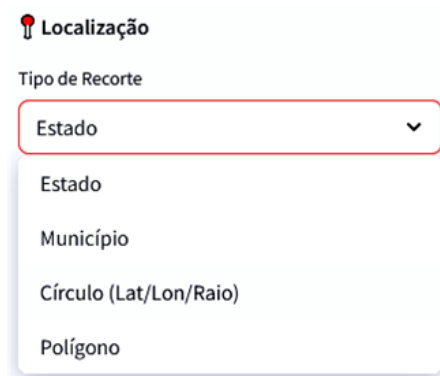 Localização
Tipo de Recorte
Estado
Estado
Município
Círculo (Lat/Lon/Raio)
Polígono